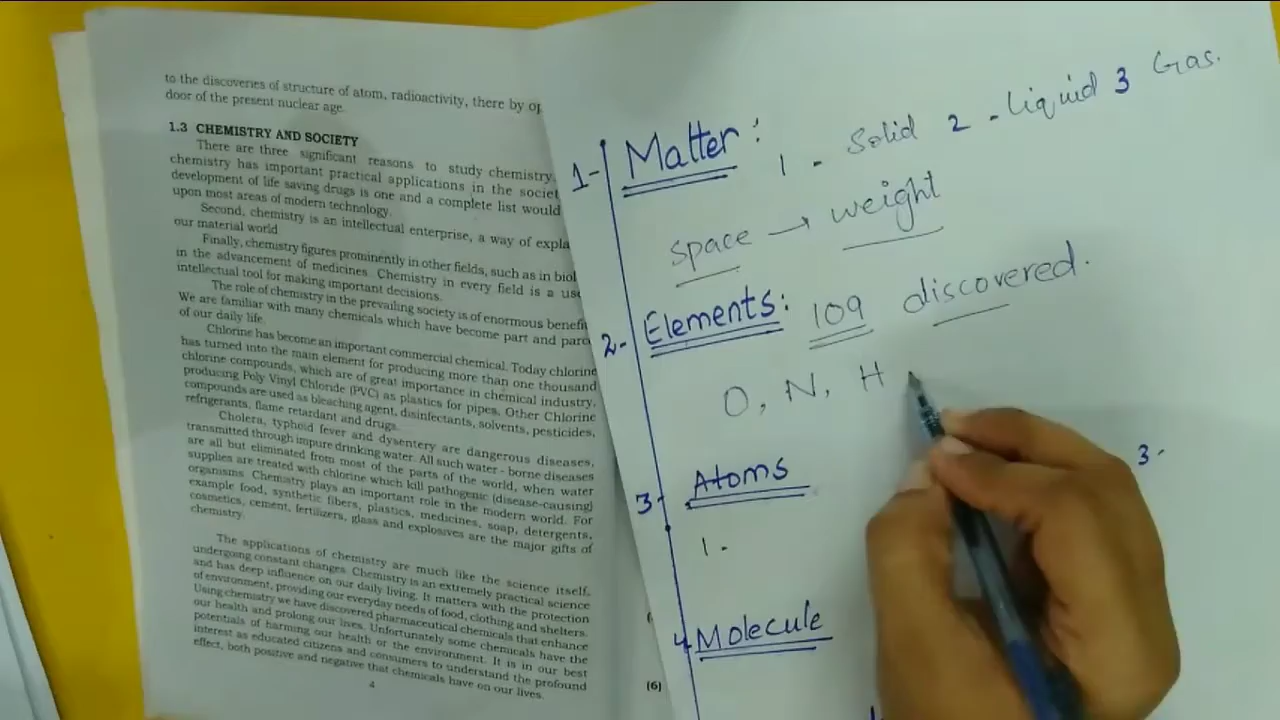 to the discoveries of structure of atom, radioactivity, there by
door of the present nuclear age.
1.3 CHEMISTRY AND SOCIETY
There are three significant reasons to study chemistry.
chemistry has important practical applications in the
development of life saving drugs is one and a complete list would
upon most areas of modern technology.
Second, chemistry is an intellectual enterprise, a way of
our material world
Finally, chemistry figures prominently in other fields, such as in
in the advancement of medicines. Chemistry in every field is a
intellectual tool for making important decisions.
The role of chemistry in the prevailing society is of enormous
We are familiar with many chemicals which have become part and
of our daily life.
Chlorine has become an important commercial chemical. Today chlorine
has turned into the main element for producing more than one thousand
chlorine compounds, which are of great importance in chemical industry,
producing Poly Vinyl Chloride (PVC) as plastics for pipes. Other Chlorine
compounds are used as bleaching agent, disinfectants, solvents, pesticides,
refrigerants, flame retardant and drugs.
Cholera, typhoid fever and dysentery are dangerous diseases,
transmitted through impure drinking water. All such water - borne diseases
are all but eliminated from most of the parts of the world, when water
supplies are treated with chlorine which kill pathogenic (disease-causing)
organisms. Chemistry plays an important role in the modern world. For
example food, synthetic fibers, plastics, medicines, soap, detergents,
cosmetics, cement, fertilizers, glass and explosives are the major gifts of
chemistry.
The applications of chemistry are much like the science itself,
undergoing constant changes. Chemistry is an extremely practical science
and has deep influence on our daily living. It matters with the protection
of environment, providing our everyday needs of food, clothing and shelters.
Using chemistry we have discovered pharmaceutical chemicals that enhance
our health and prolong our lives. Unfortunately some chemicals have the
potentials of harming our health or the environment. It is in our best
interest as educated citizens and consumers to understand the profound
effect, both positive and negative that chemicals have on our lives.
4
(6)
1- Matter : 1 - Solid 2 - Liquid 3 Gas.
space → weight
2- Elements: 109 discovered.
O, N, H
3- Atoms
1 -
3 -
4 Molecule